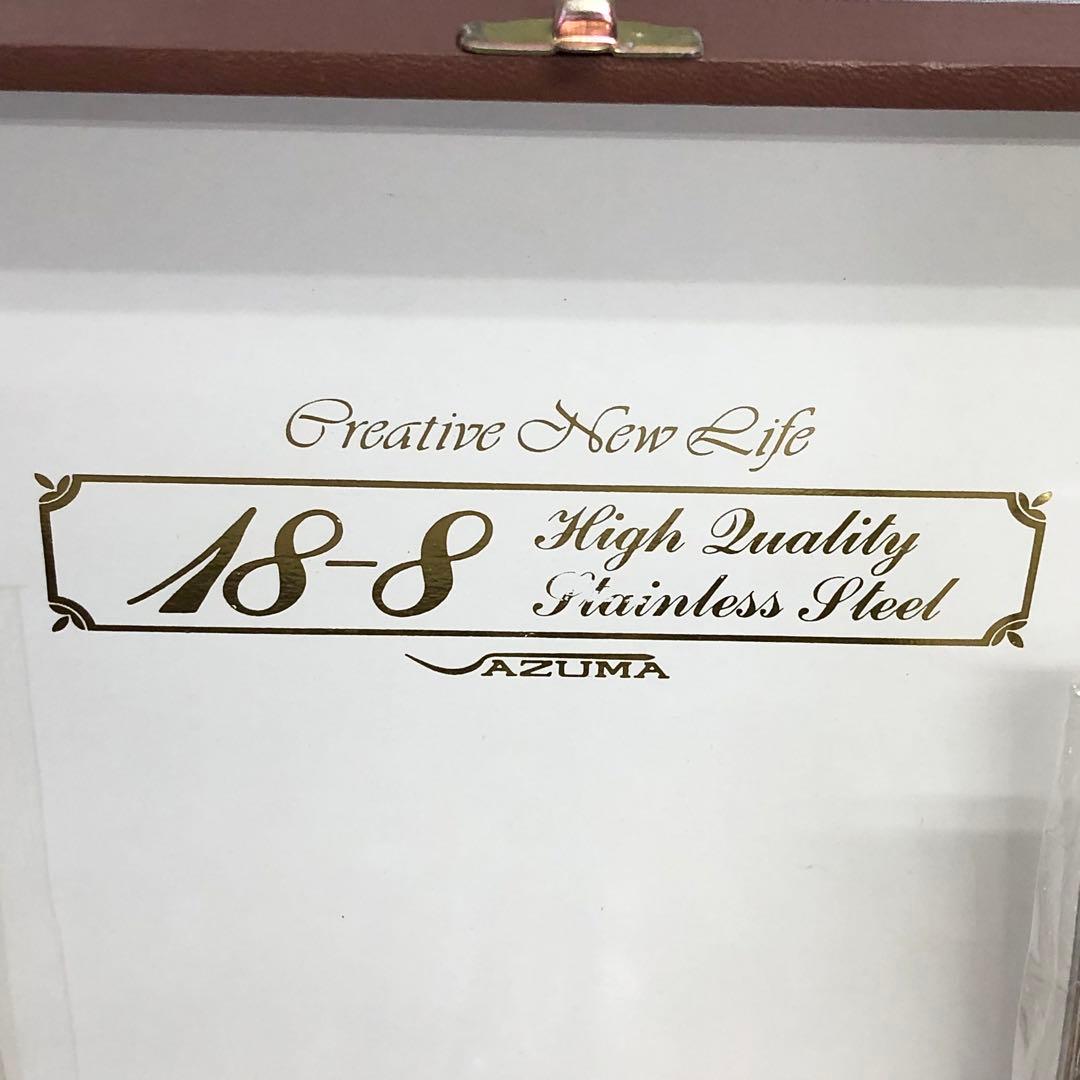 Creative New Life
18-8 High Quality
Stainless Steel
AZUMA